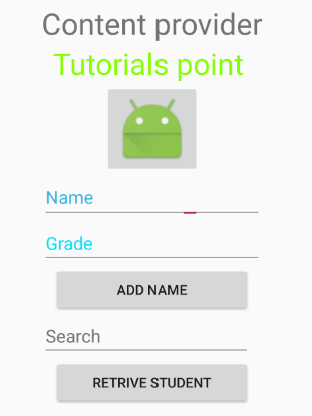 Content provider
Tutorials point
Name
Grade
ADD NAME
Search
RETRIVE STUDENT